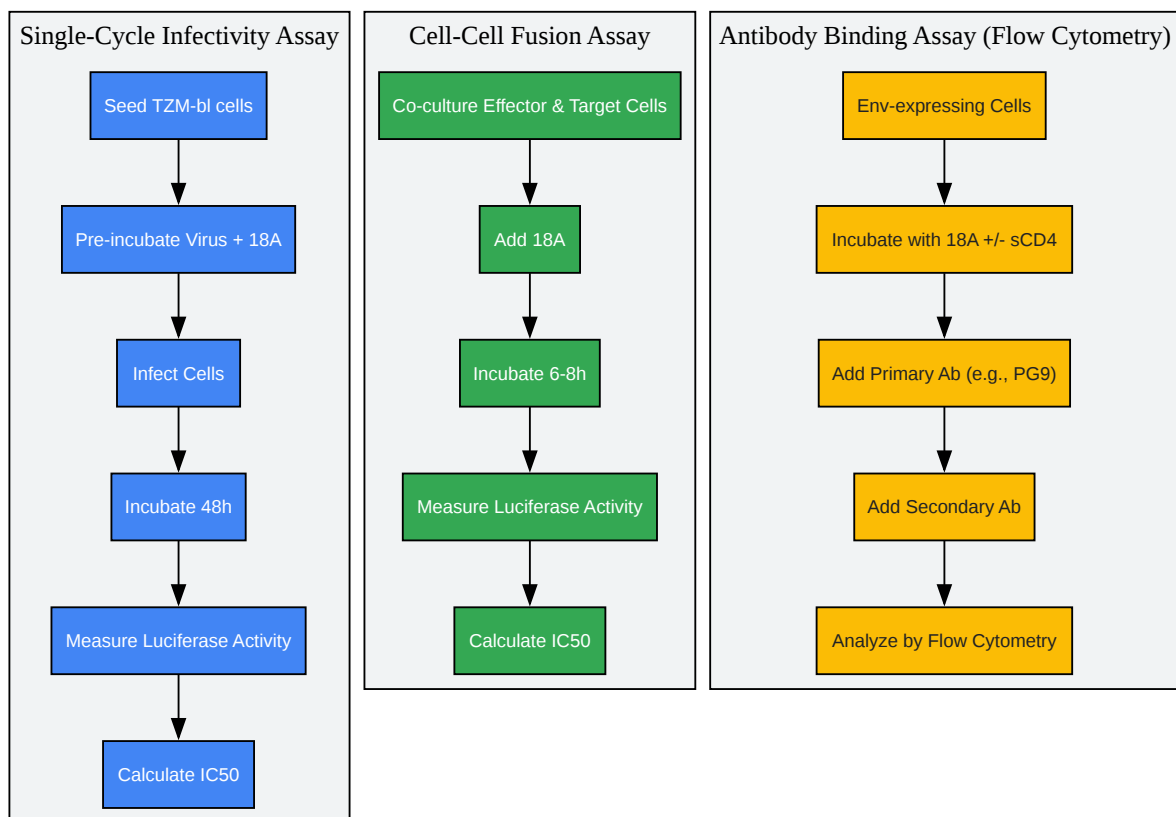 Single-Cycle Infectivity Assay
Seed TZM-bl cells
Pre-incubate Virus + 18A
Infect Cells
Incubate 48h
Measure Luciferase Activity
Calculate IC50
Cell-Cell Fusion Assay
Co-culture Effector & Target Cells
Add 18A
Incubate 6-8h
Measure Luciferase Activity
Calculate IC50
Antibody Binding Assay (Flow Cytometry)
Env-expressing Cells
Incubate with 18A +/- sCD4
Add Primary Ab (e.g., PG9)
Add Secondary Ab
Analyze by Flow Cytometry